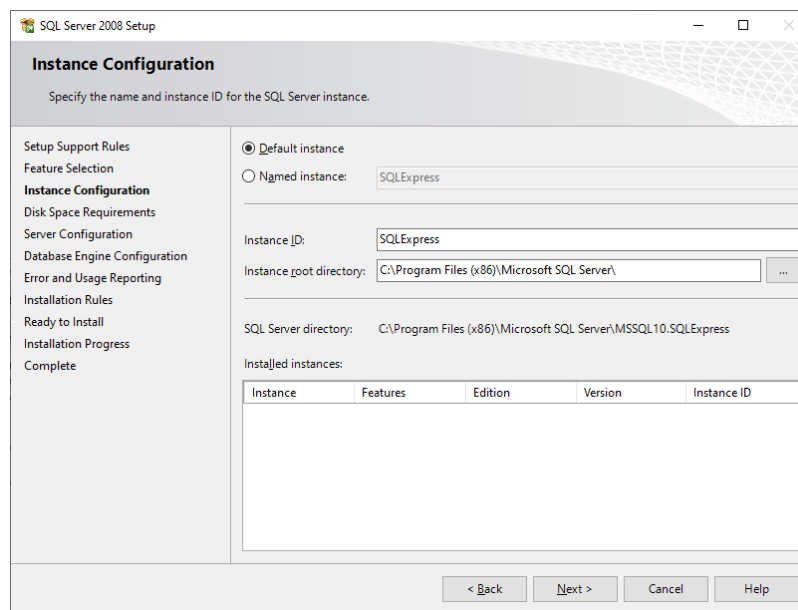 SQL Server 2008 Setup
Instance Configuration
Specify the name and instance ID for the SQL Server instance.
Setup Support Rules
Feature Selection
Instance Configuration
Disk Space Requirements
Server Configuration
Database Engine Configuration
Error and Usage Reporting
Installation Rules
Ready to Install
Installation Progress
Complete
Default instance
Named instance: SQLExpress
Instance ID: SQLExpress
Instance root directory: C:\Program Files (x86)\Microsoft SQL Server\ ...
SQL Server directory: C:\Program Files (x86)\Microsoft SQL Server\MSSQL10.SQLExpress
Installed instances:
Instance Features Edition Version Instance ID
< Back Next > Cancel Help